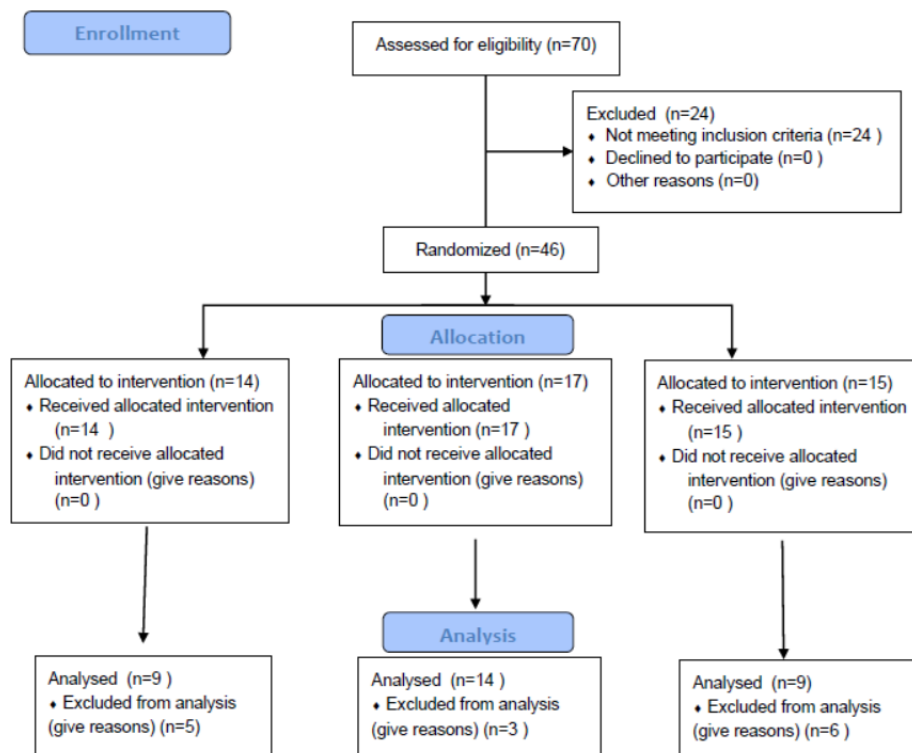 Enrollment
Assessed for eligibility (n=70)
Excluded (n=24)
♦ Not meeting inclusion criteria (n=24 )
♦ Declined to participate (n=0 )
♦ Other reasons (n=0)
Randomized (n=46)
Allocation
Allocated to intervention (n=14)
♦ Received allocated intervention
(n=14 )
♦ Did not receive allocated
intervention (give reasons)
(n=0 )
Allocated to intervention (n=17)
♦ Received allocated
intervention (n=17 )
♦ Did not receive allocated
intervention (give reasons)
(n=0 )
Allocated to intervention (n=15)
♦ Received allocated intervention
(n=15 )
♦ Did not receive allocated
intervention (give reasons)
(n=0 )
Analysis
Analysed (n=9 )
♦ Excluded from analysis
(give reasons) (n=5)
Analysed (n=14 )
♦ Excluded from analysis
(give reasons) (n=3 )
Analysed (n=9)
♦ Excluded from analysis
(give reasons) (n=6 )